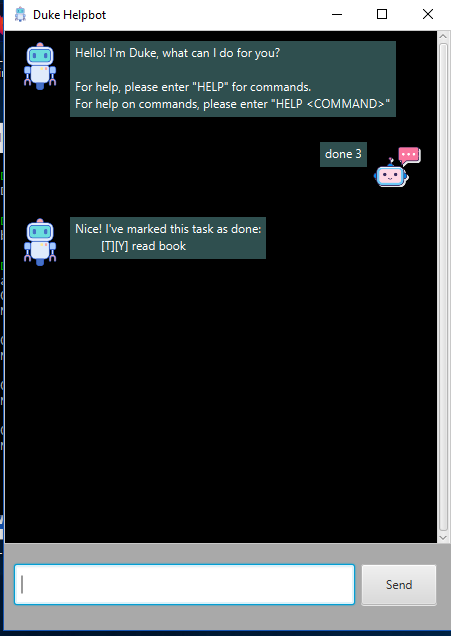 Duke Helpbot
Hello! I'm Duke, what can I do for you?
For help, please enter "HELP" for commands.
For help on commands, please enter "HELP <COMMAND>"
done 3
Nice! I've marked this task as done:
[T][Y] read book
Send